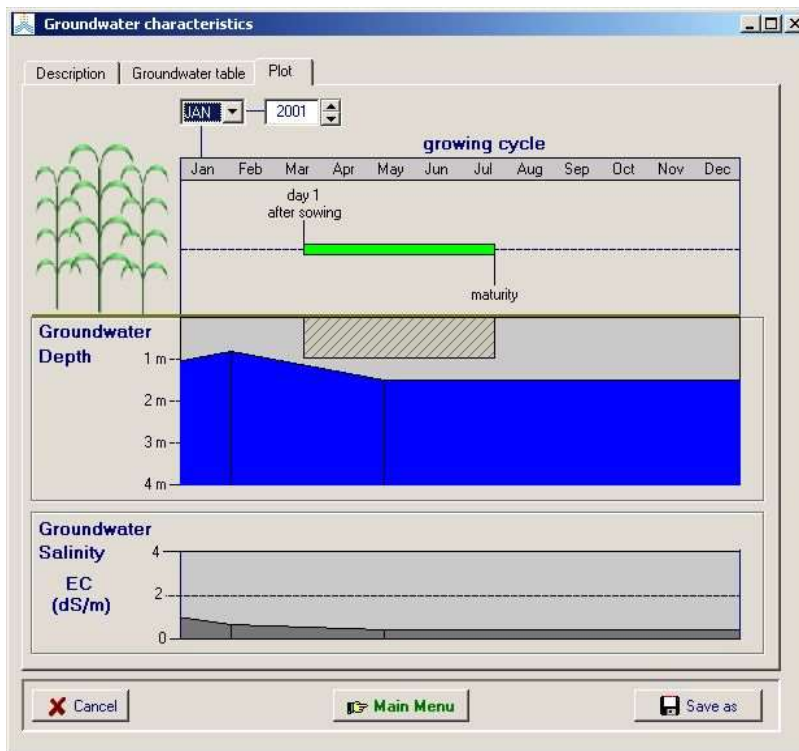 Groundwater characteristics
Description Groundwater table Plot
JAN 2001
growing cycle
Jan Feb Mar Apr May Jun Jul Aug Sep Oct Nov Dec
day 1
after sowing
maturity
Groundwater
Depth
1 m
2 m
3 m
4 m
Groundwater
Salinity
4
EC
(dS/m)
2
0
Cancel Main Menu Save as